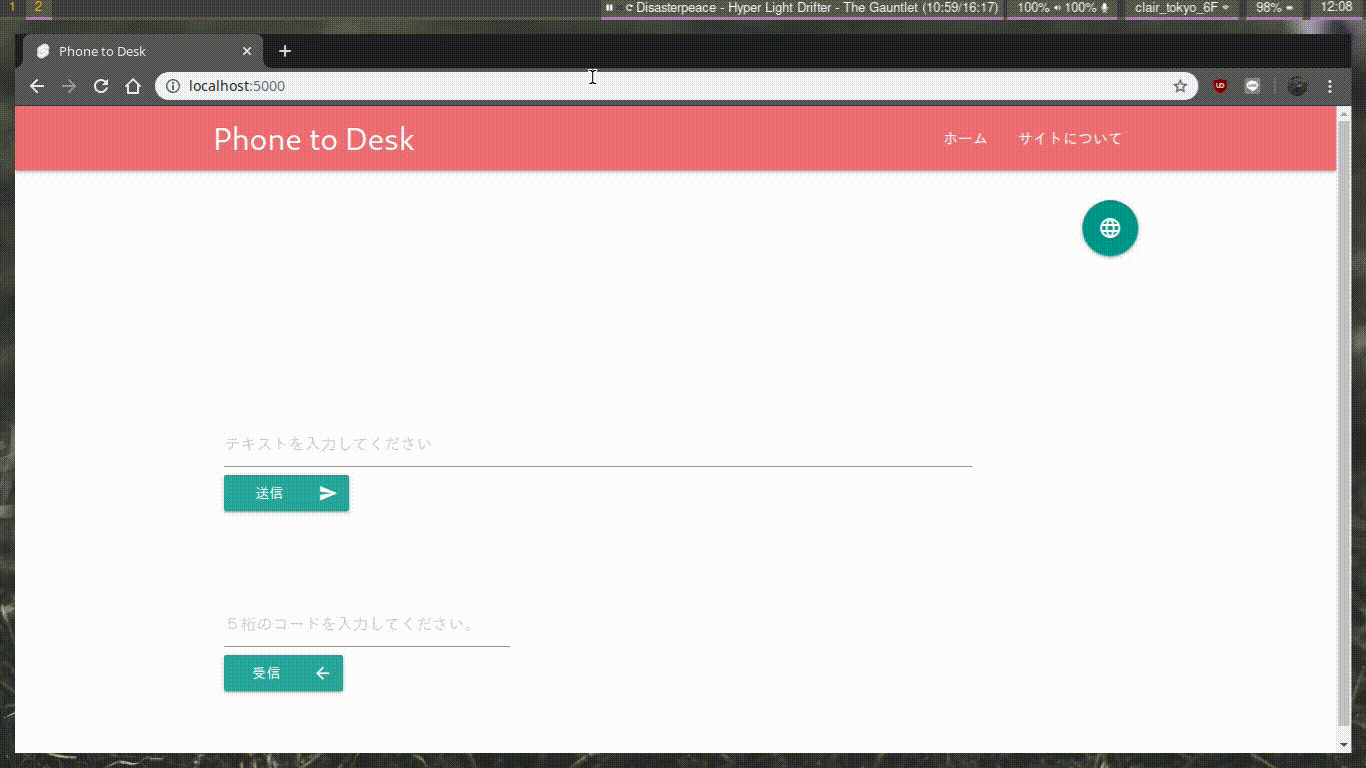 1 2 Disasterpeace - Hyper Light Drifter - The Gauntlet (10:59/16:17) 100% 100% clair_tokyo_6F 98% 12:08
Phone to Desk
localhost:5000
Phone to Desk ホーム サイトについて
テキストを入力してください
送信
５桁のコードを入力してください。
受信